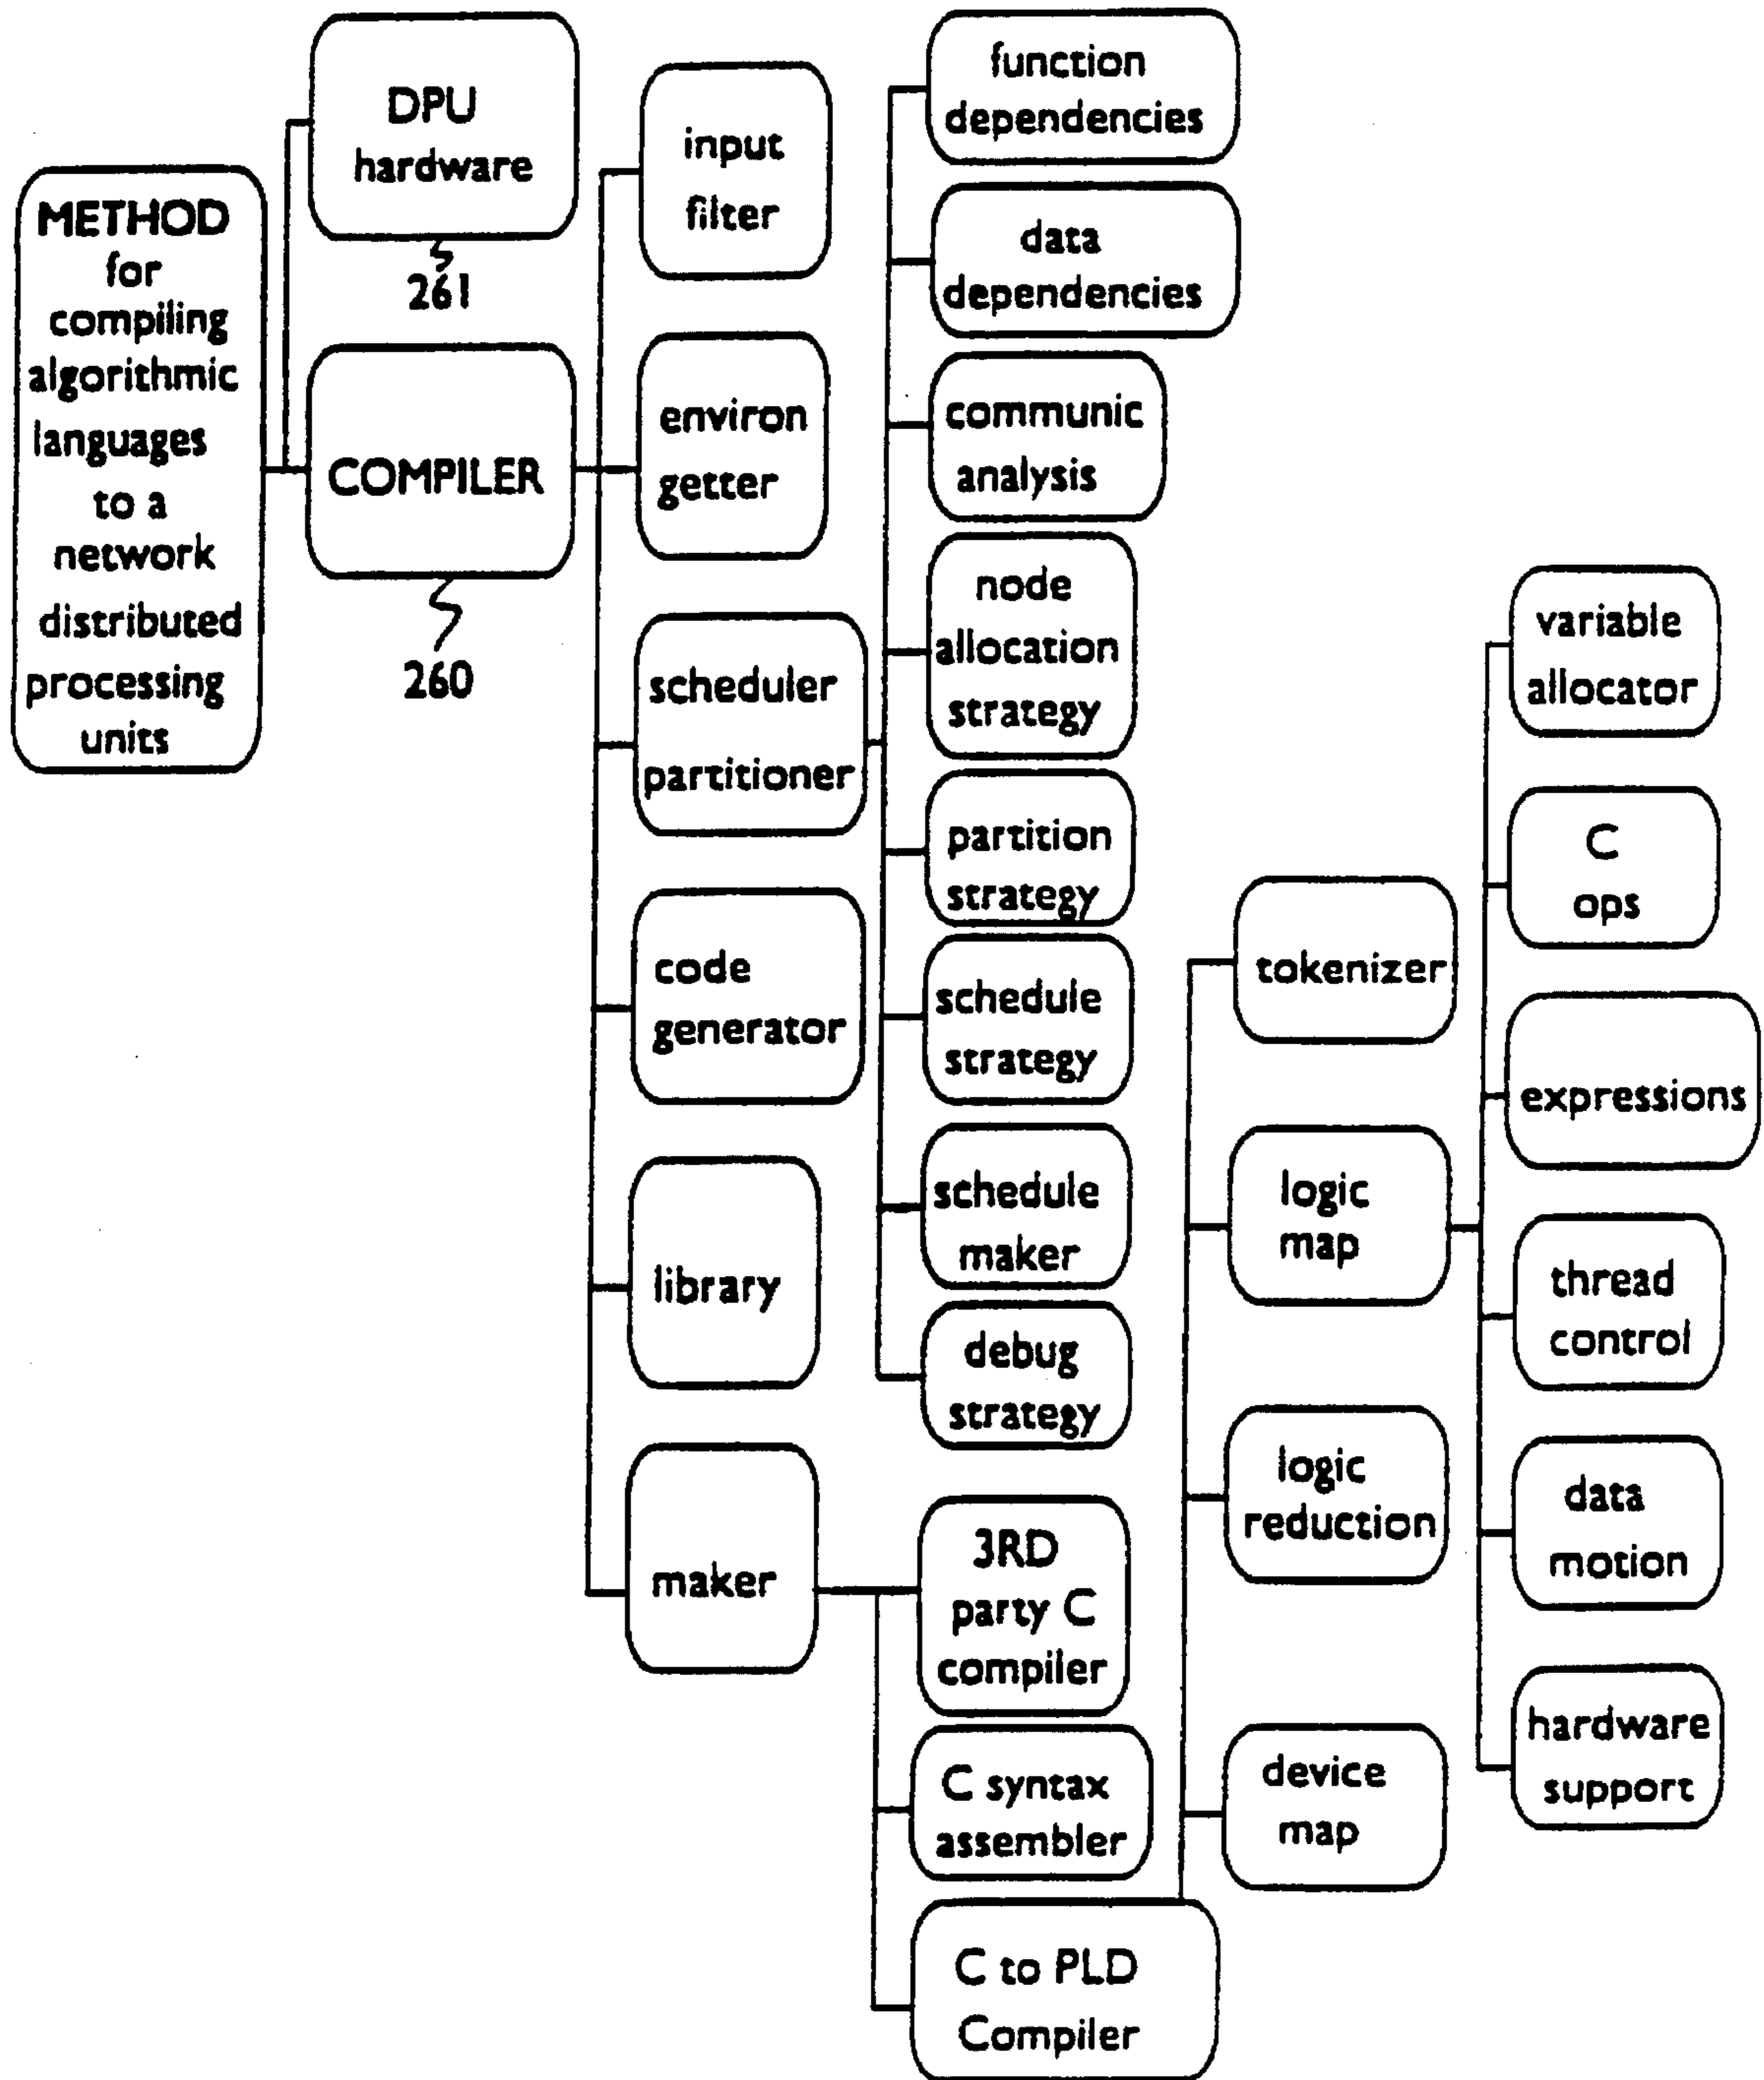 METHOD
for
compiling
algorithmic
languages
to a
network
distributed
processing
units
DPU
hardware
261
COMPILER
260
input
filter
environ
getter
scheduler
partitioner
code
generator
library
maker
function
dependencies
data
dependencies
communic
analysis
node
allocation
strategy
partition
strategy
schedule
strategy
schedule
maker
debug
strategy
3RD
party C
compiler
C syntax
assembler
C to PLD
Compiler
tokenizer
logic
map
logic
reduction
device
map
variable
allocator
C
ops
expressions
thread
control
data
motion
hardware
support